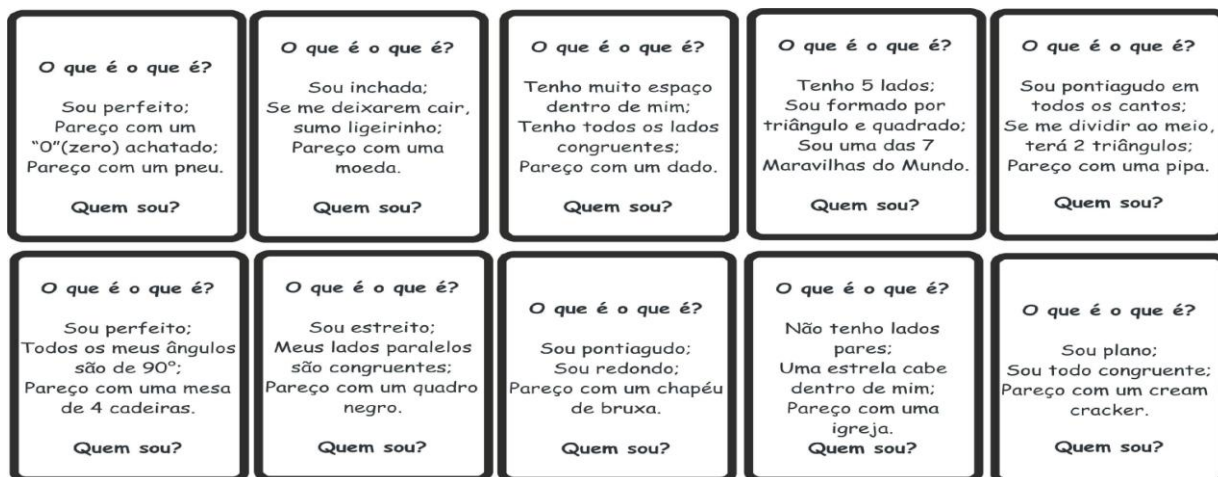 O que é o que é?
Sou perfeito;
Pareço com um
"0"(zero) achatado;
Pareço com um pneu.
Quem sou?
O que é o que é?
Sou inchada;
Se me deixarem cair,
sumo ligeirinho;
Pareço com uma
moeda.
Quem sou?
O que é o que é?
Tenho muito espaço
dentro de mim;
Tenho todos os lados
congruentes;
Pareço com um dado.
Quem sou?
O que é o que é?
Tenho 5 lados;
Sou formado por
triângulo e quadrado;
Sou uma das 7
Maravilhas do Mundo.
Quem sou?
O que é o que é?
Sou pontiagudo em
todos os cantos;
Se me dividir ao meio,
terá 2 triângulos;
Pareço com uma pipa.
Quem sou?
O que é o que é?
Sou perfeito;
Todos os meus ângulos
são de 90°;
Pareço com uma mesa
de 4 cadeiras.
Quem sou?
O que é o que é?
Sou estreito;
Meus lados paralelos
são congruentes;
Pareço com um quadro
negro.
Quem sou?
O que é o que é?
Sou pontiagudo;
Sou redondo;
Pareço com um chapéu
de bruxa.
Quem sou?
O que é o que é?
Não tenho lados
pares;
Uma estrela cabe
dentro de mim;
Pareço com uma
igreja.
Quem sou?
O que é o que é?
Sou plano;
Sou todo congruente;
Pareço com um cream
cracker.
Quem sou?